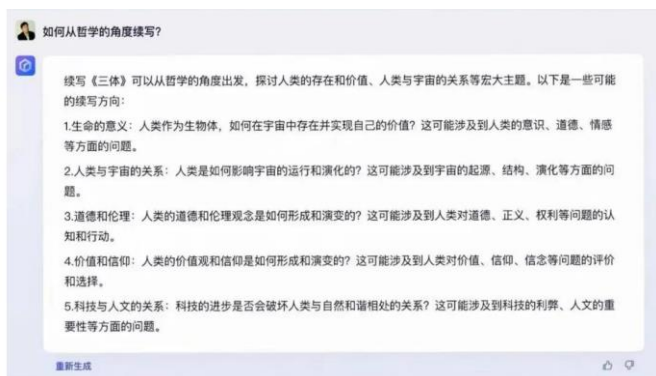 如何从哲学的角度续写？
续写《三体》可以从哲学的角度出发，探讨人类的存在和价值、人类与宇宙的关系等宏大主题。以下是一些可能
的续写方向：
1.生命的意义：人类作为生物体，如何在宇宙中存在并实现自己的价值？这可能涉及到人类的意识、道德、情感
等方面的问题。
2.人类与宇宙的关系：人类是如何影响宇宙的运行和演化的？这可能涉及到宇宙的起源、结构、演化等方面的问
题。
3.道德和伦理：人类的道德和伦理观念是如何形成和演变的？这可能涉及到人类对道德、正义、权利等问题的认
知和行动。
4.价值和信仰：人类的价值观和信仰是如何形成和演变的？这可能涉及到人类对价值、信仰、信念等问题的评价
和选择。
5.科技与人文的关系：科技的进步是否会破坏人类与自然和谐相处的关系？这可能涉及到科技的利弊、人文的重
要性等方面的问题。
重新生成